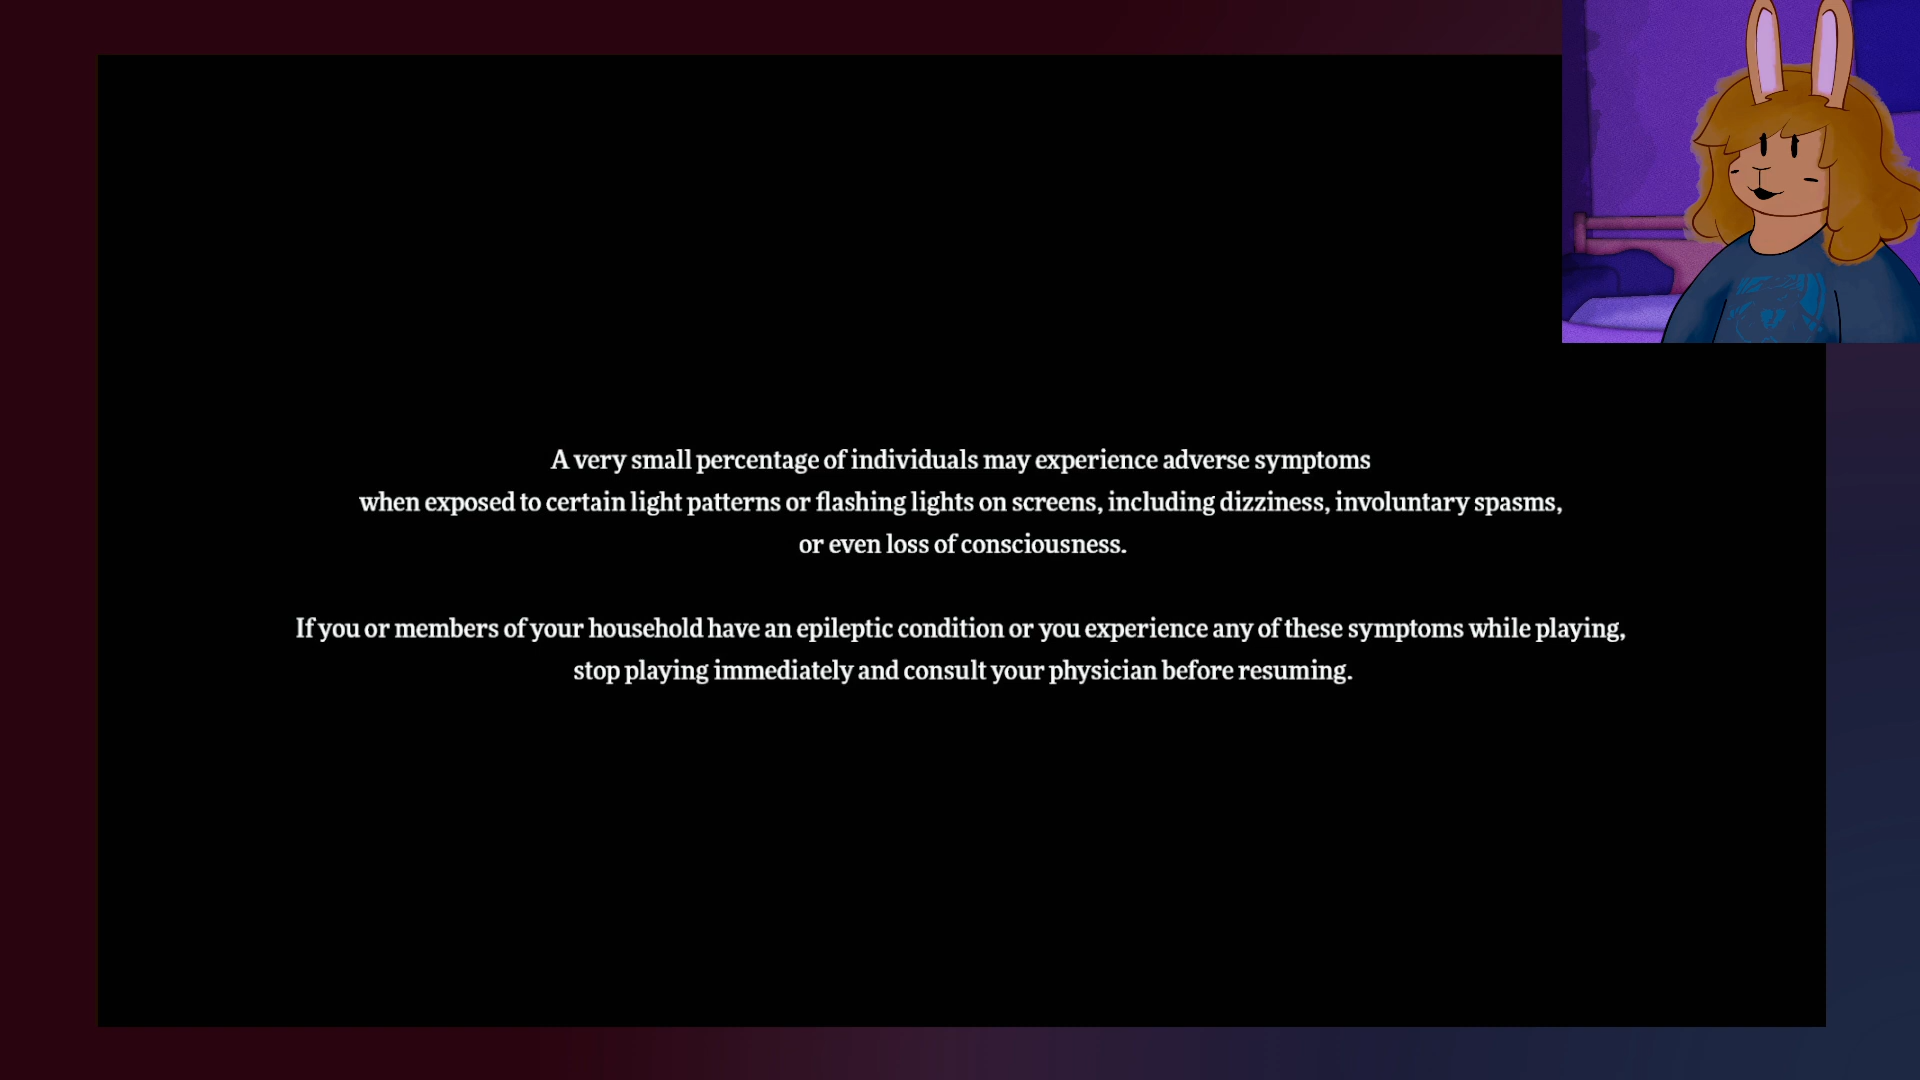 A very small percentage of individuals may experience adverse symptoms
when exposed to certain light patterns or flashing lights on screens, including dizziness, involuntary spasms,
or even loss of consciousness.
If you or members of your household have an epileptic condition or you experience any of these symptoms while playing,
stop playing immediately and consult your physician before resuming.